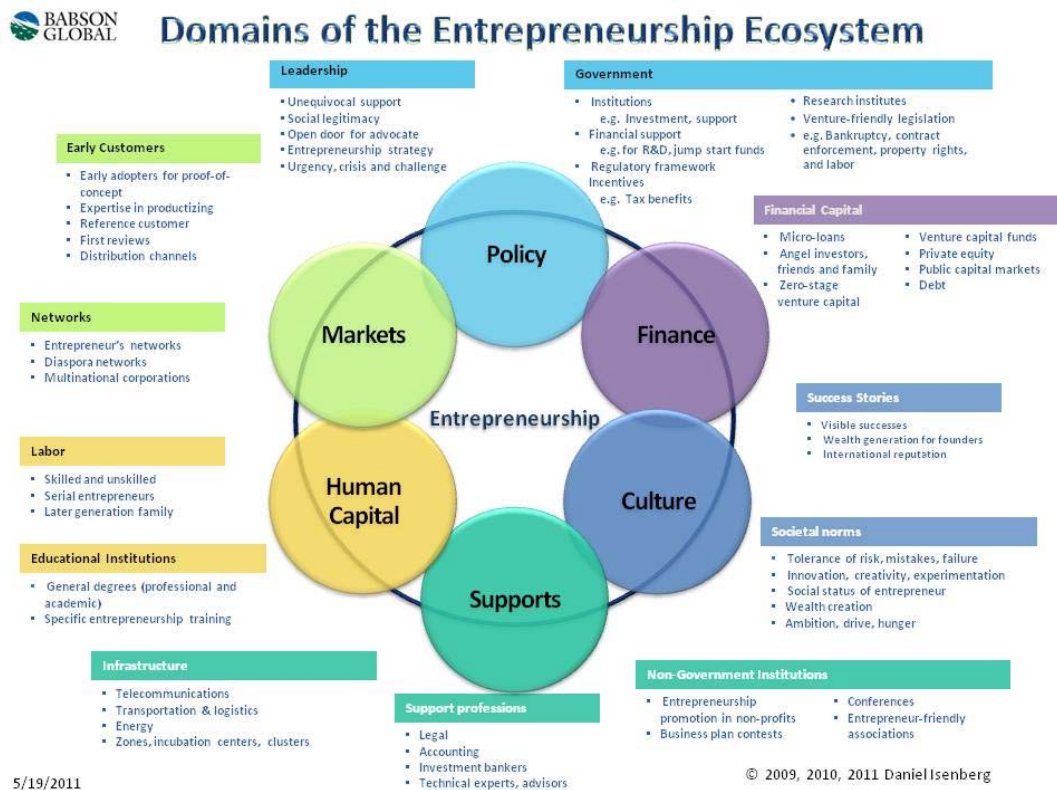 BABSON
GLOBAL
Domains of the Entrepreneurship Ecosystem
Leadership
▪ Unequivocal support
▪ Social legitimacy
▪ Open door for advocate
▪ Entrepreneurship strategy
▪ Urgency, crisis and challenge
Government
▪ Institutions
e.g. Investment, support
▪ Financial support
e.g. for R&D, jump start funds
▪ Regulatory framework
Incentives
e.g. Tax benefits
• Research institutes
• Venture-friendly legislation
• e.g. Bankruptcy, contract
enforcement, property rights,
and labor
Early Customers
▪ Early adopters for proof-of-
concept
▪ Expertise in productizing
▪ Reference customer
▪ First reviews
▪ Distribution channels
Financial Capital
▪ Micro-loans
▪ Angel investors,
friends and family
▪ Zero-stage
venture capital
▪ Venture capital funds
▪ Private equity
▪ Public capital markets
▪ Debt
Networks
▪ Entrepreneur's networks
▪ Diaspora networks
▪ Multinational corporations
Policy
Markets
Finance
Entrepreneurship
Human
Capital
Culture
Supports
Success Stories
▪ Visible successes
▪ Wealth generation for founders
▪ International reputation
Labor
▪ Skilled and unskilled
▪ Serial entrepreneurs
▪ Later generation family
Societal norms
▪ Tolerance of risk, mistakes, failure
▪ Innovation, creativity, experimentation
▪ Social status of entrepreneur
▪ Wealth creation
▪ Ambition, drive, hunger
Educational Institutions
▪ General degrees (professional and
academic)
▪ Specific entrepreneurship training
Infrastructure
▪ Telecommunications
▪ Transportation & logistics
▪ Energy
▪ Zones, incubation centers, clusters
Support professions
▪ Legal
▪ Accounting
▪ Investment bankers
▪ Technical experts, advisors
Non-Government Institutions
▪ Entrepreneurship
promotion in non-profits
▪ Business plan contests
▪ Conferences
▪ Entrepreneur-friendly
associations
5/19/2011
© 2009, 2010, 2011 Daniel Isenberg